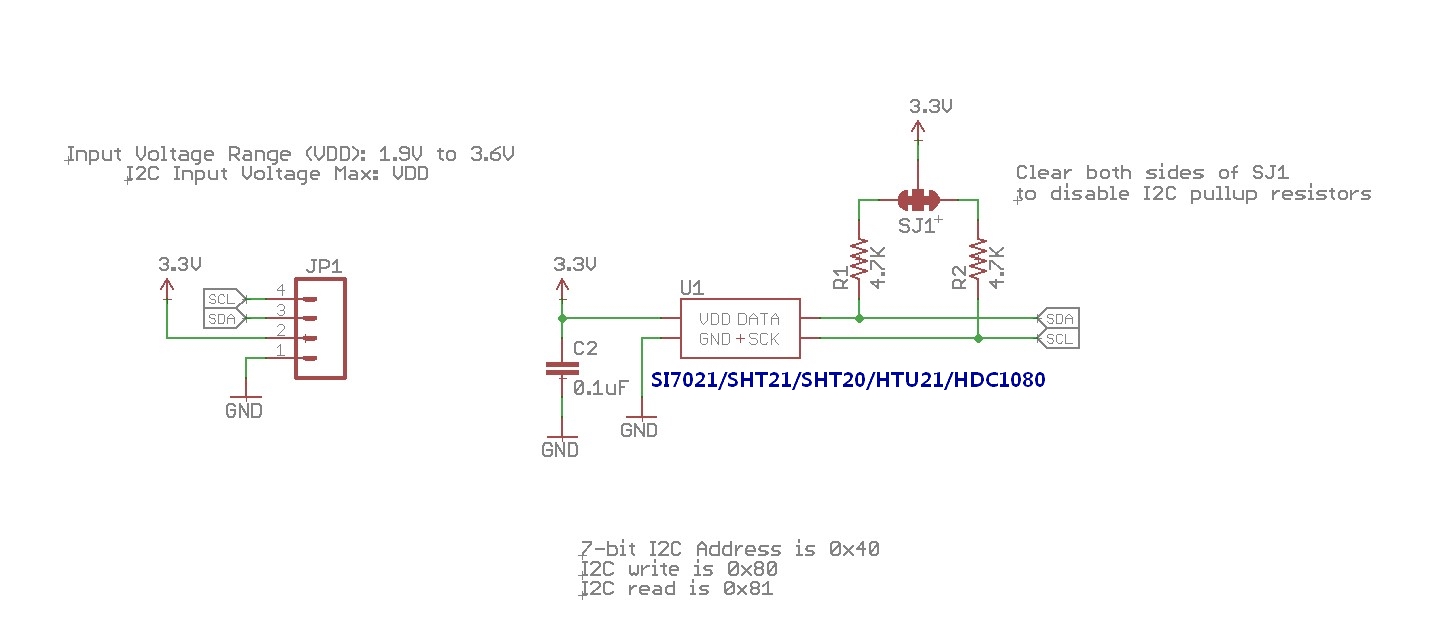 3.3V
Input Voltage Range (VDD): 1.9V to 3.6V
I2C Input Voltage Max: VDD
Clear both sides of SJ1
to disable I2C pullup resistors
SJ1
R1
4.7K
R2
4.7K
3.3V
JP1
SCL
4
SDA
3
2
1
GND
3.3V
C2
0.1uF
GND
U1
VDD DATA
GND SCK
GND
SDA
SCL
SI7021/SHT21/SHT20/HTU21/HDC1080
7-bit I2C Address is 0x40
I2C write is 0x80
I2C read is 0x81